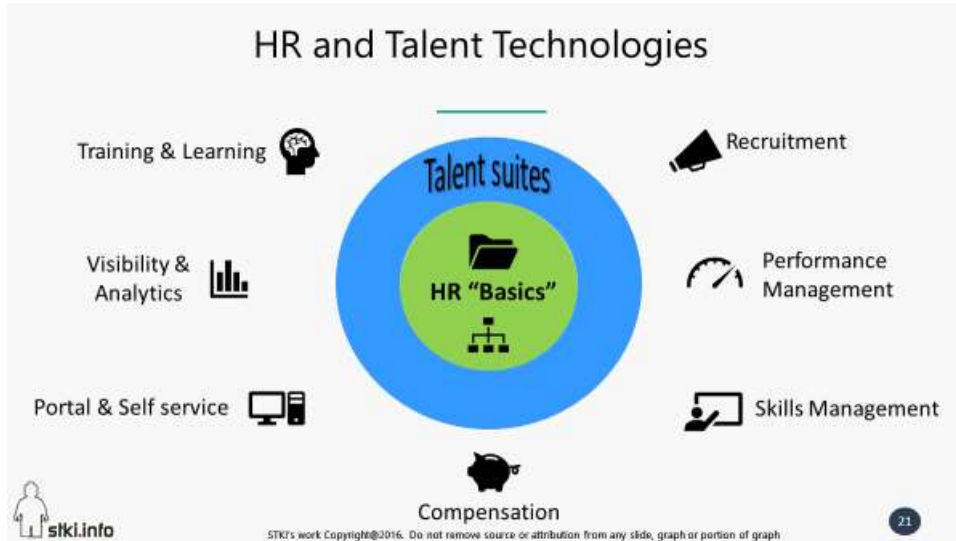 HR and Talent Technologies
Training & Learning
Recruitment
Talent suites
Visibility &
Analytics
HR “Basics”
Performance
Management
Portal & Self service
Skills Management
Compensation
stki.info
STKI's work Copyright@2016. Do not remove source or attribution from any slide, graph or portion of graph
21